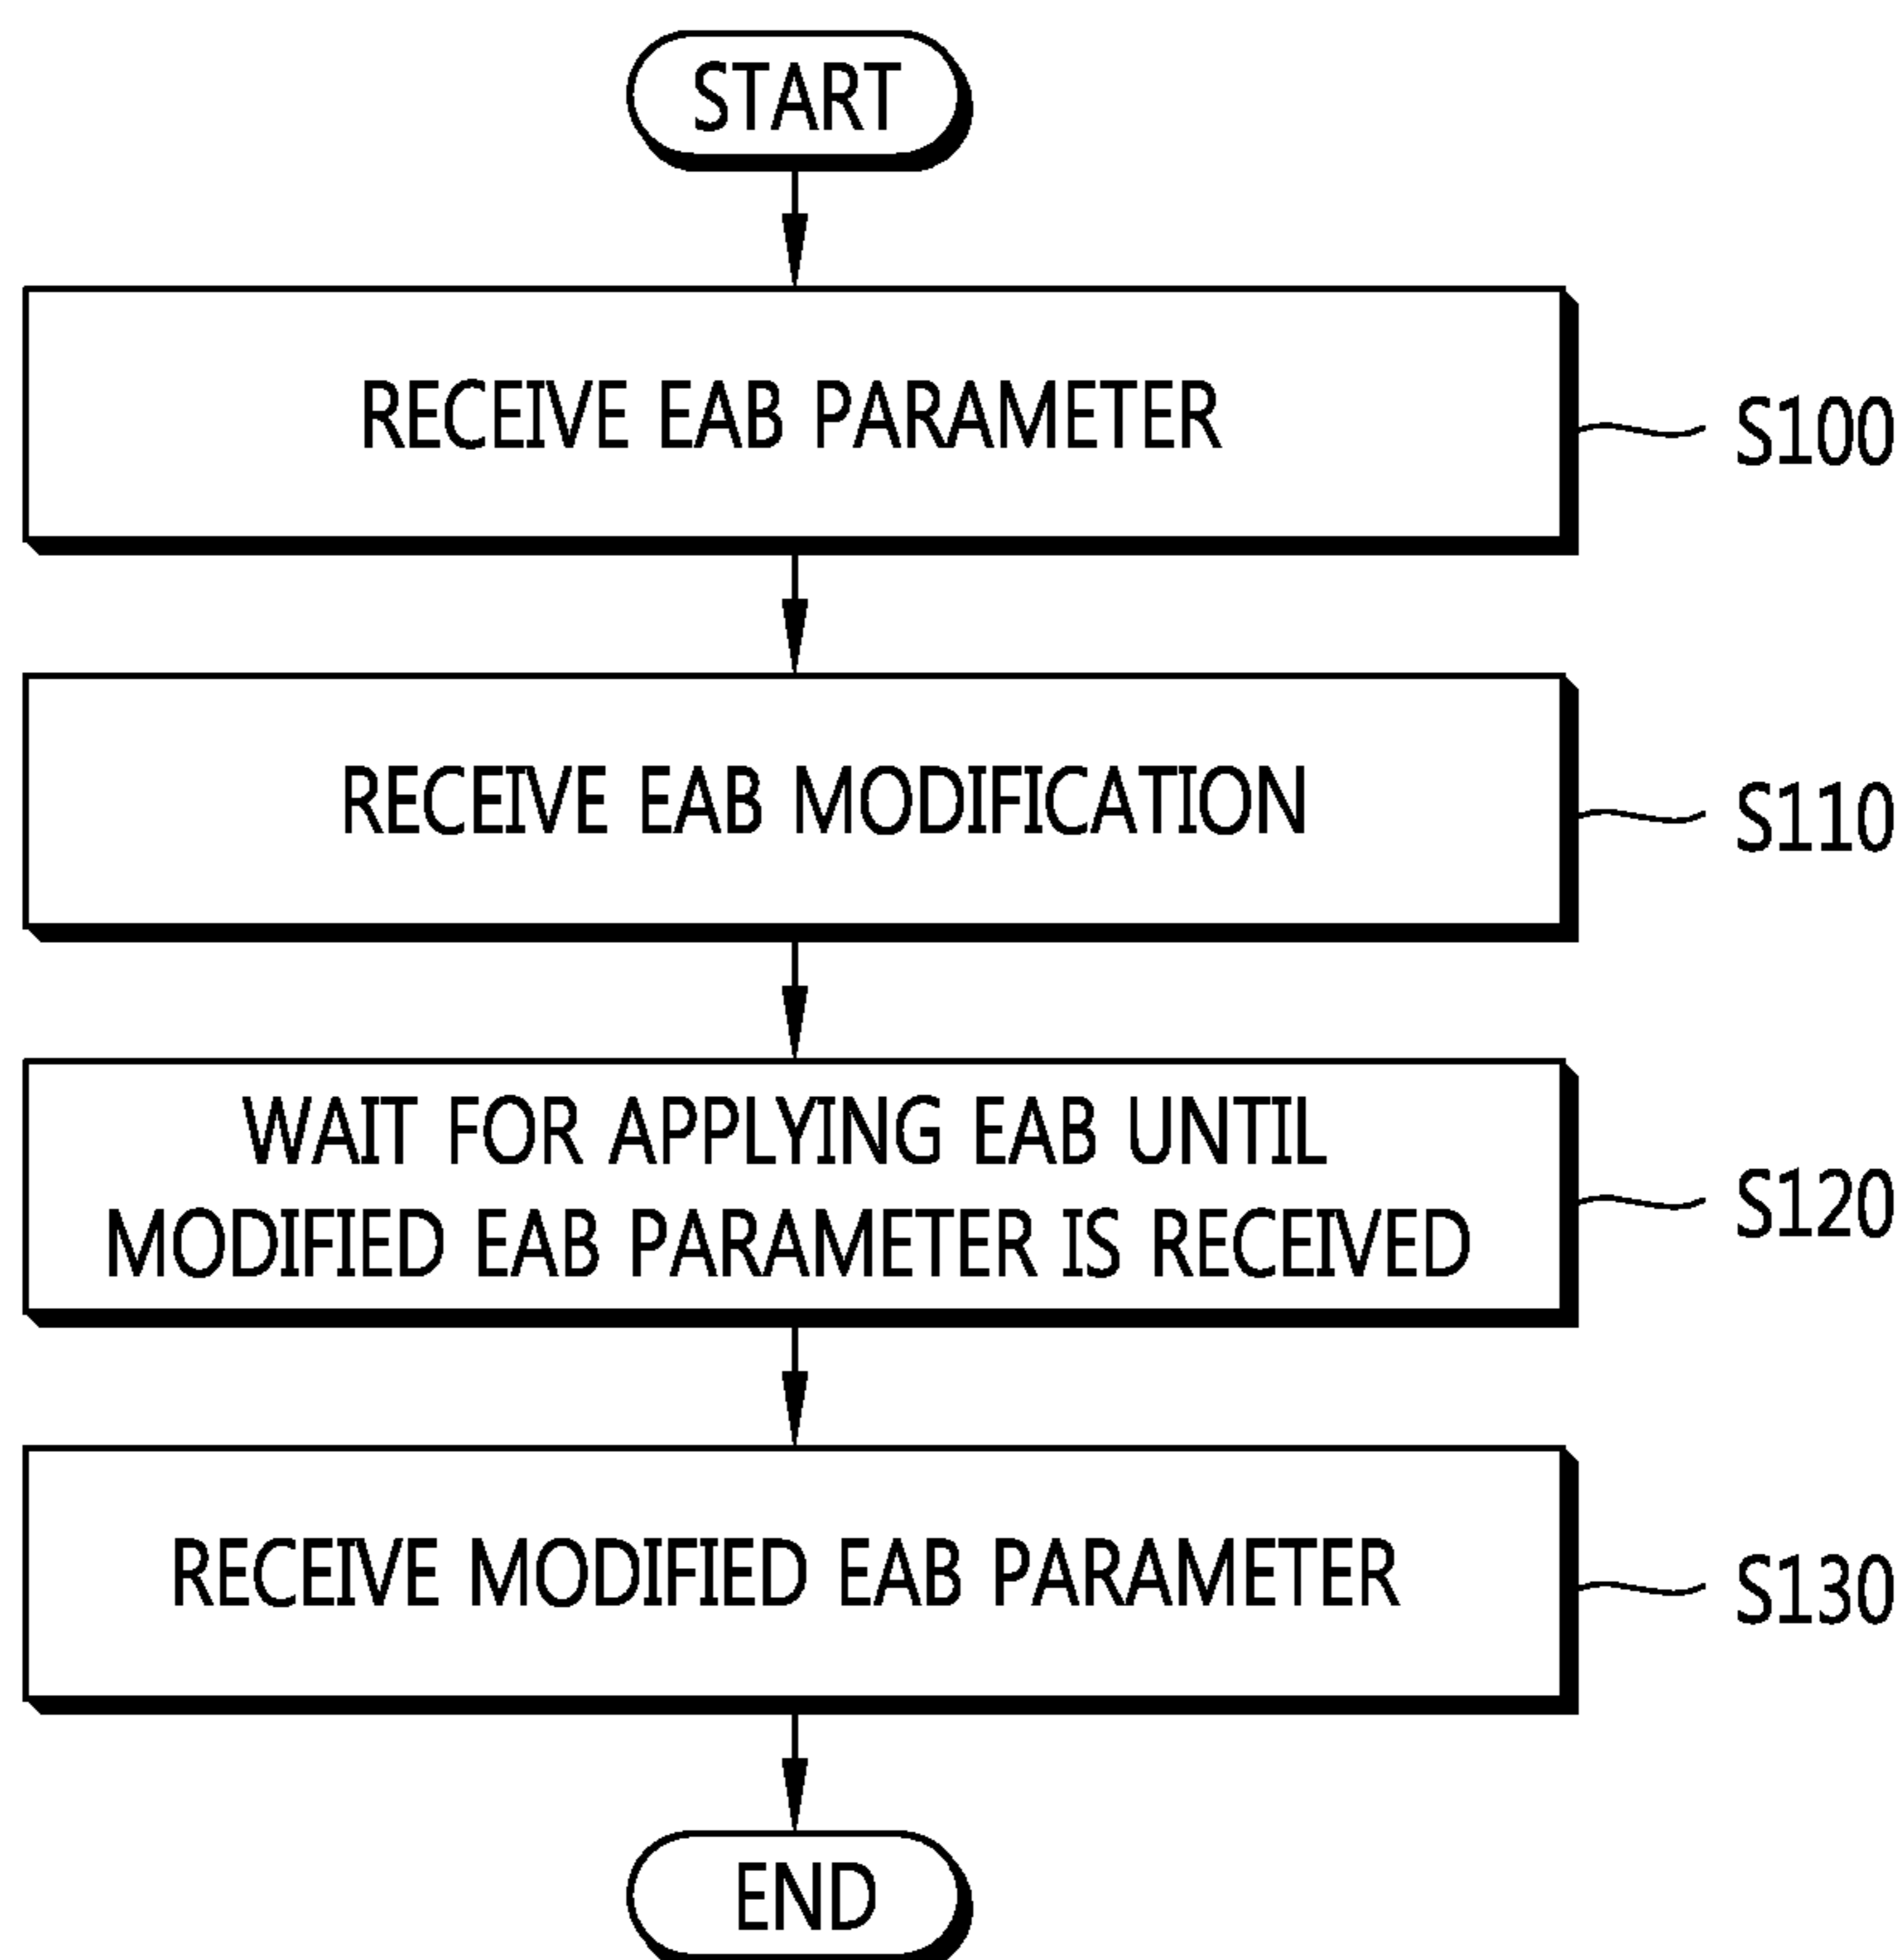 START
RECEIVE EAB PARAMETER
S100
RECEIVE EAB MODIFICATION
S110
WAIT FOR APPLYING EAB UNTIL
MODIFIED EAB PARAMETER IS RECEIVED
S120
RECEIVE MODIFIED EAB PARAMETER
S130
END